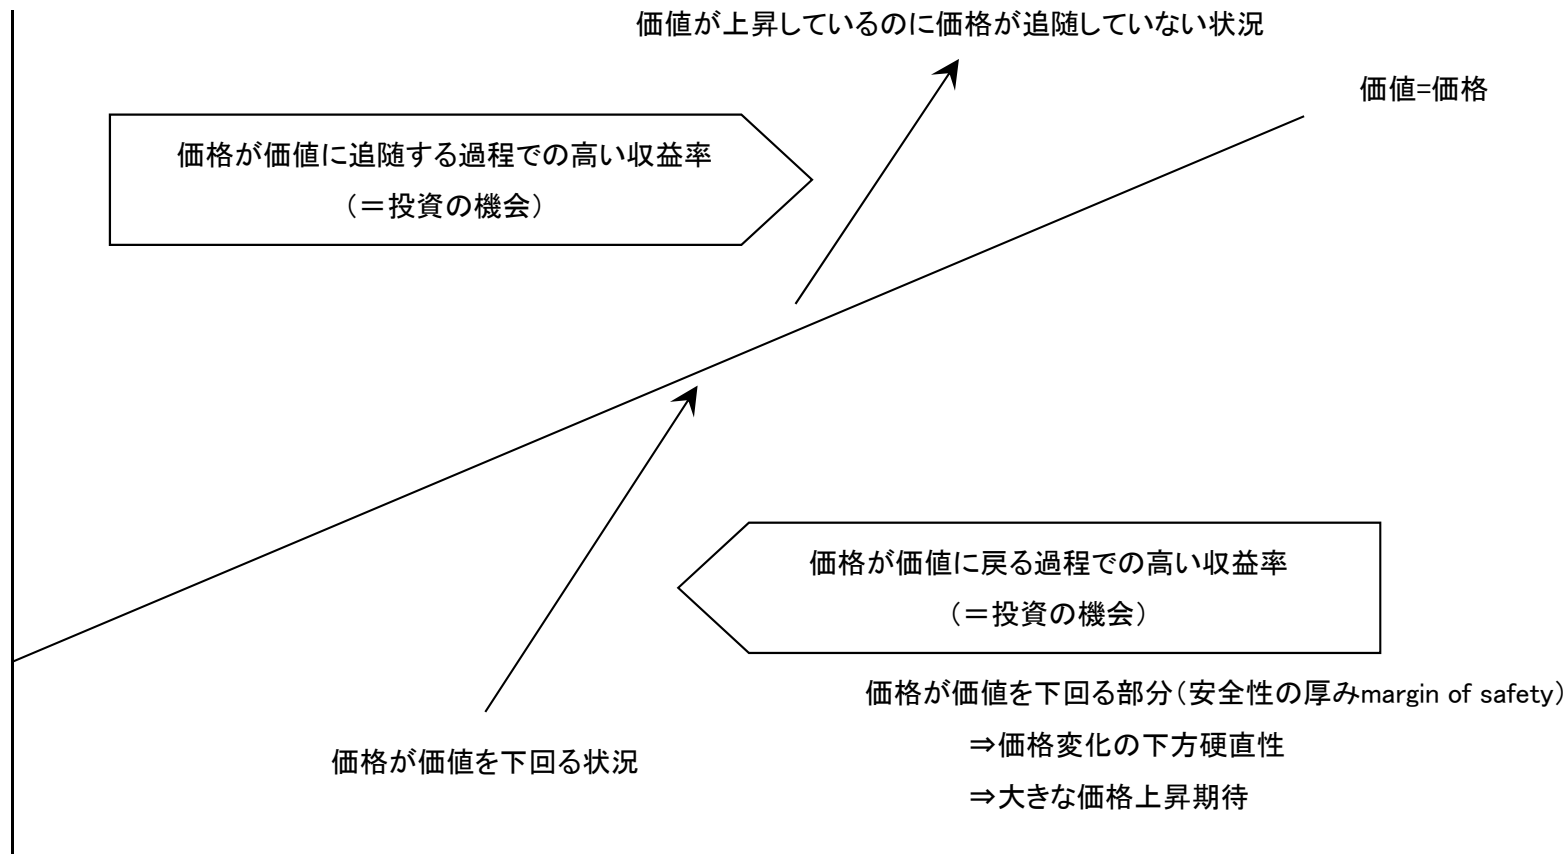 価値が上昇しているのに価格が追随していない状況
価値=価格
価格が価値に追随する過程での高い収益率
（＝投資の機会）
価格が価値に戻る過程での高い収益率
（＝投資の機会）
価格が価値を下回る部分（安全性の厚みmargin of safety）
⇒価格変化の下方硬直性
⇒大きな価格上昇期待
価格が価値を下回る状況